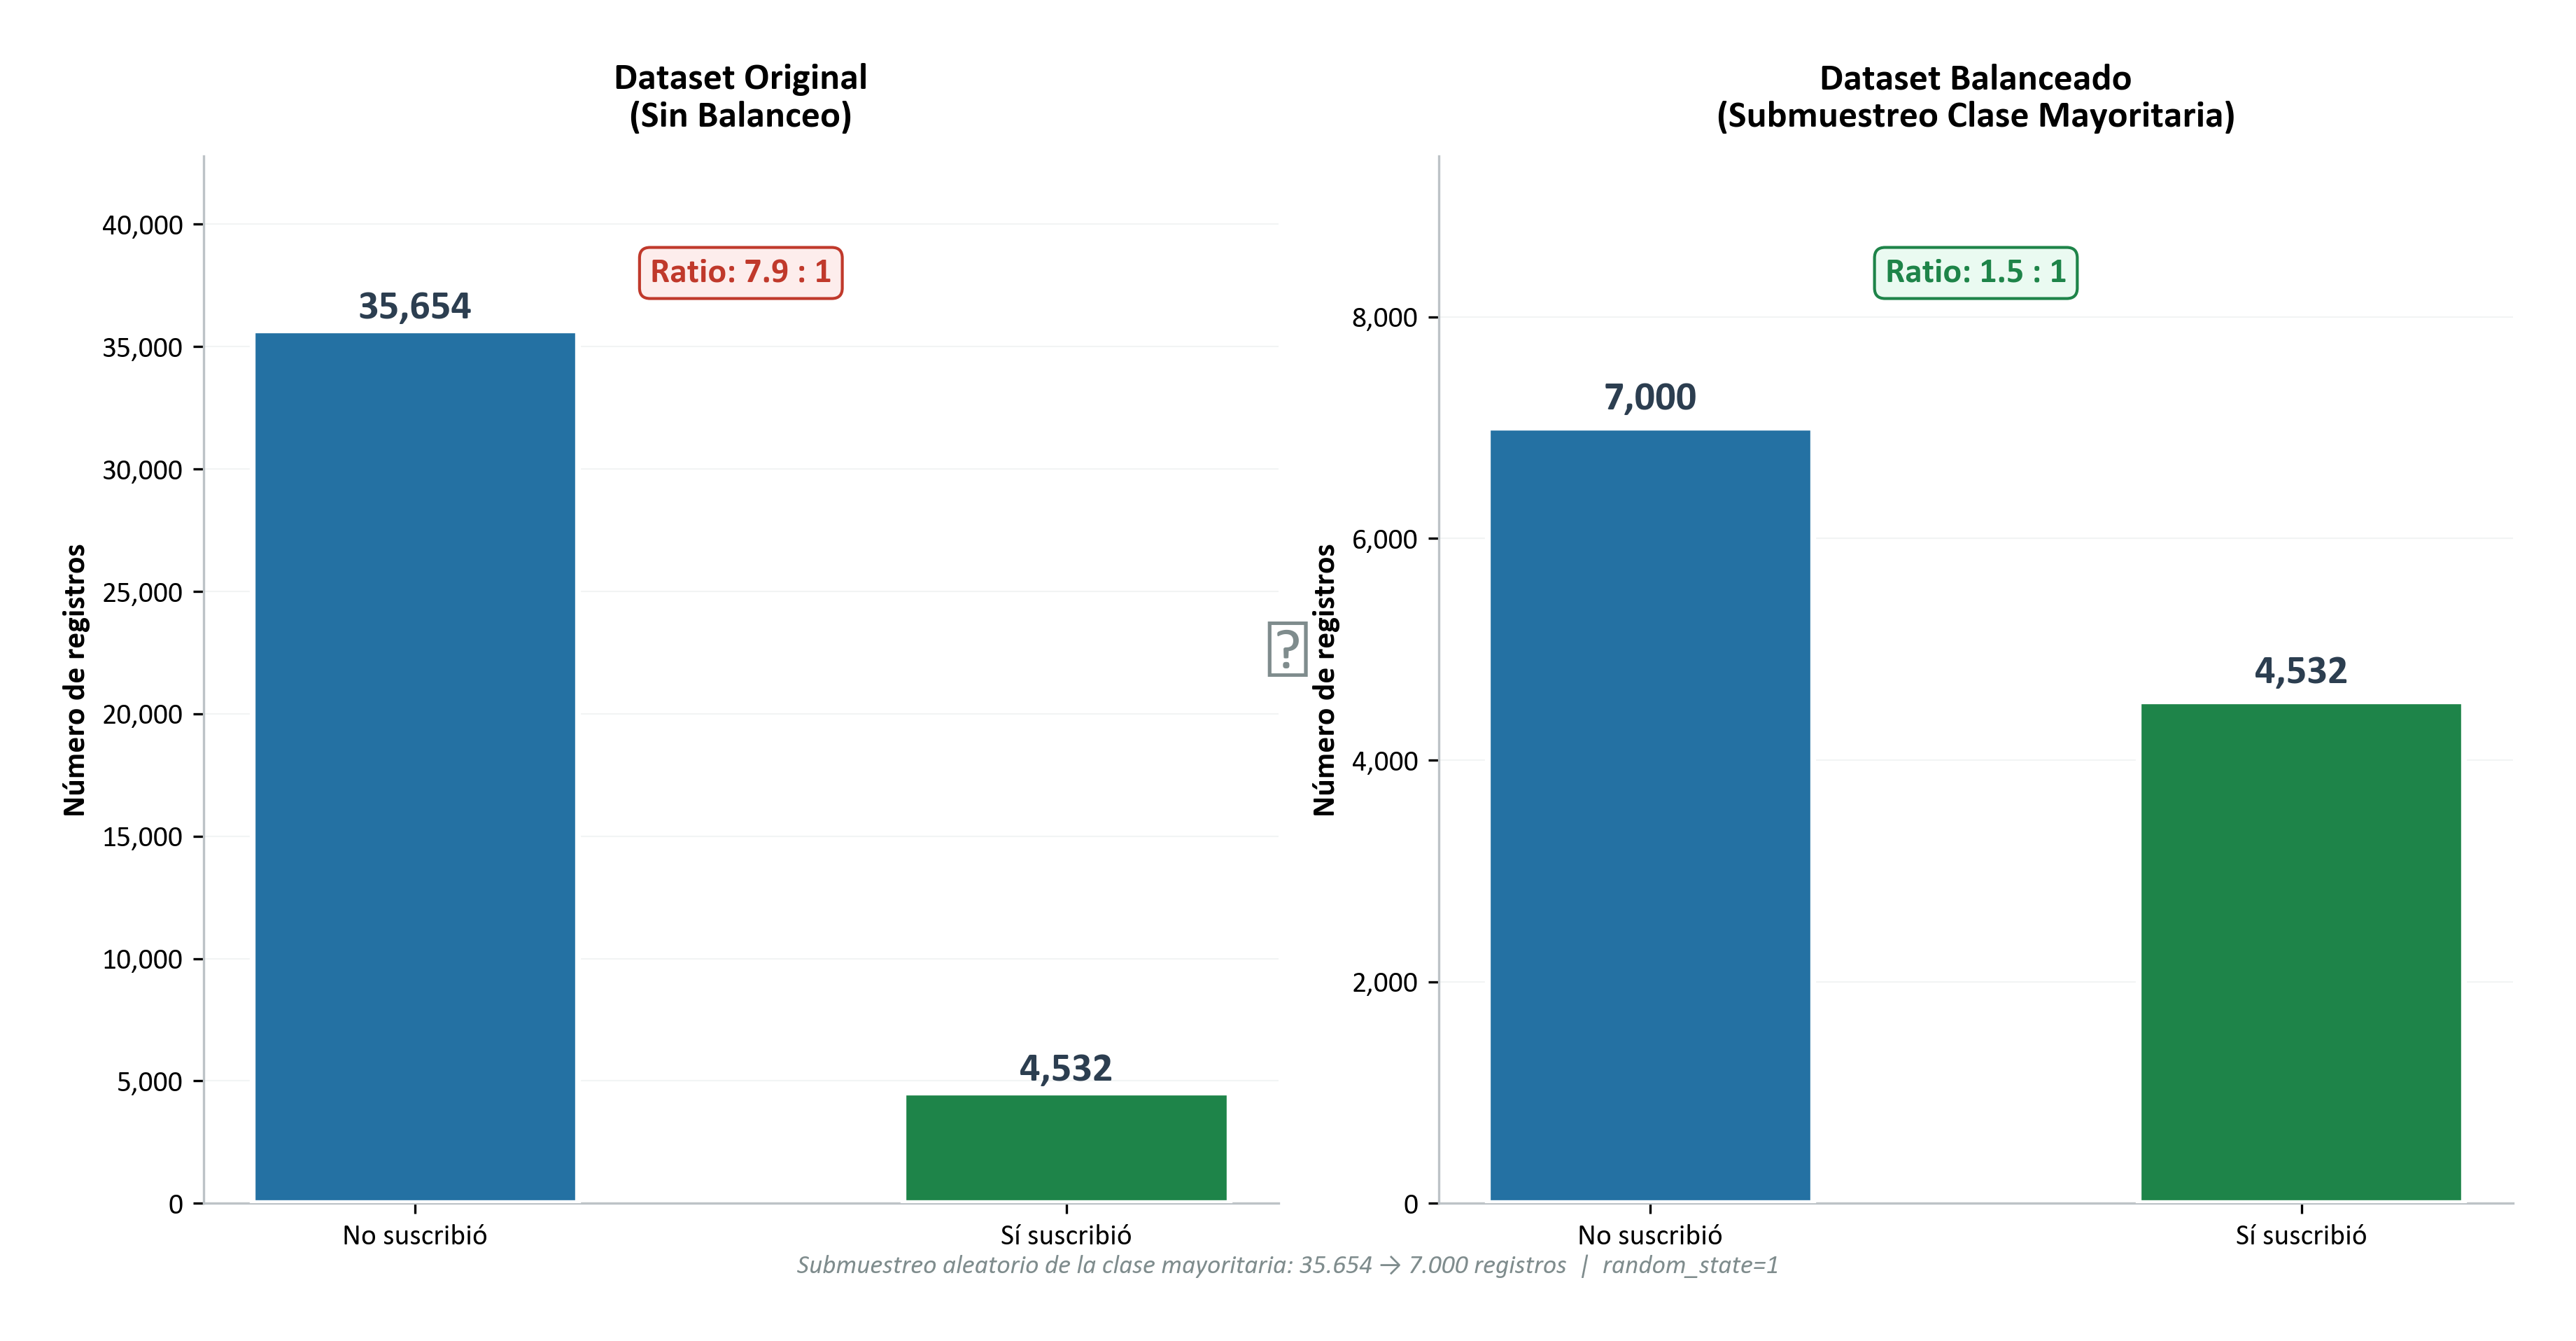 Dataset Original
(Sin Balanceo)
Número de registros
40,000
35,000
30,000
25,000
20,000
15,000
10,000
5,000
0
Ratio: 7.9 : 1
35,654
4,532
No suscribió
Sí suscribió
Dataset Balanceado
(Submuestreo Clase Mayoritaria)
Número de registros
8,000
6,000
4,000
2,000
0
Ratio: 1.5 : 1
7,000
4,532
No suscribió
Sí suscribió
Submuestreo aleatorio de la clase mayoritaria: 35.654 → 7.000 registros | random_state=1